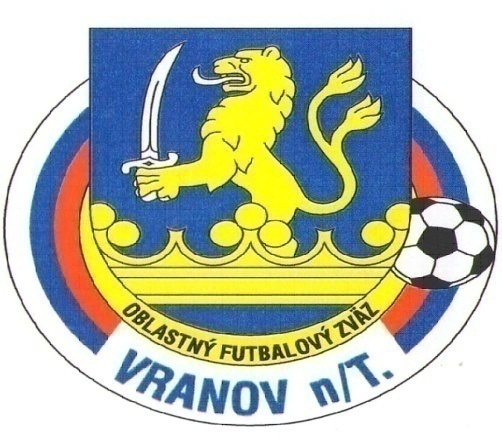 OBLASTNÝ FUTBALOVÝ ZVÄZ
VRANOV n/T.